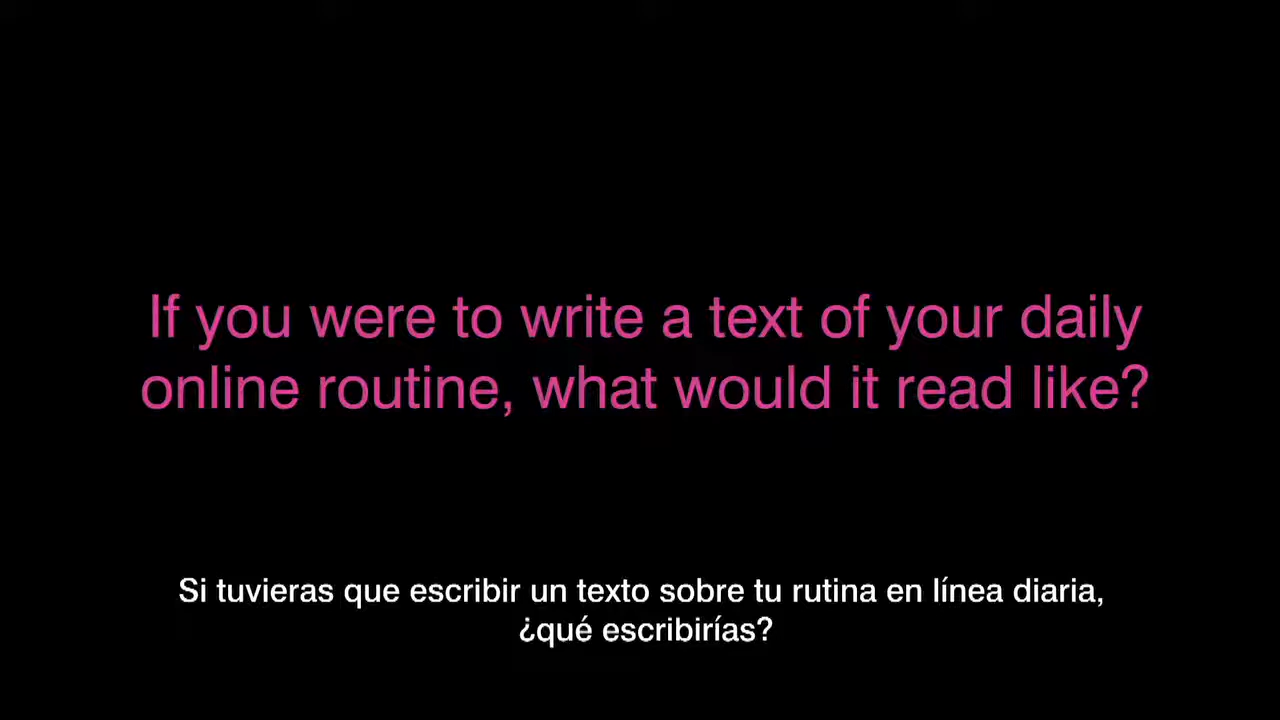 If you were to write a text of your daily
online routine, what would it read like?
Si tuvieras que escribir un texto sobre tu rutina en línea diaria,
¿qué escribirías?